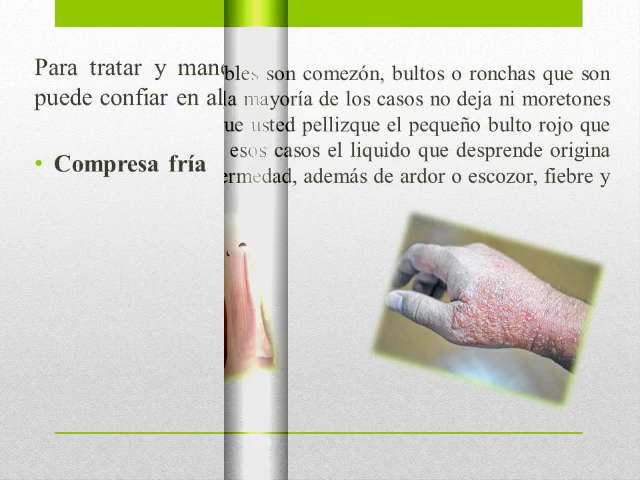 Para tratar y mane
puede confiar en al
• Compresa fría
bles son comezón, bultos o ronchas que son
la mayoría de los casos no deja ni moretones
ue usted pellizque el pequeño bulto rojo que
esos casos el liquido que desprende origina
ermedad, además de ardor o escozor, fiebre y